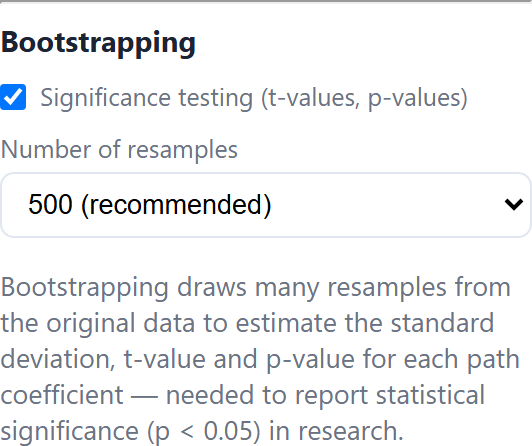 Bootstrapping
Significance testing (t-values, p-values)
Number of resamples
500 (recommended)
Bootstrapping draws many resamples from
the original data to estimate the standard
deviation, t-value and p-value for each path
coefficient — needed to report statistical
significance (p < 0.05) in research.